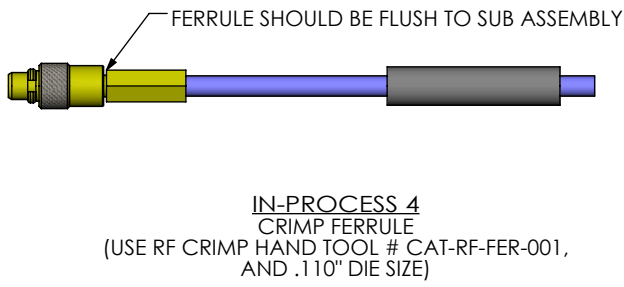 FERRULE SHOULD BE FLUSH TO SUB ASSEMBLY
IN-PROCESS 4
CRIMP FERRULE
(USE RF CRIMP HAND TOOL # CAT-RF-FER-001,
AND .110" DIE SIZE)